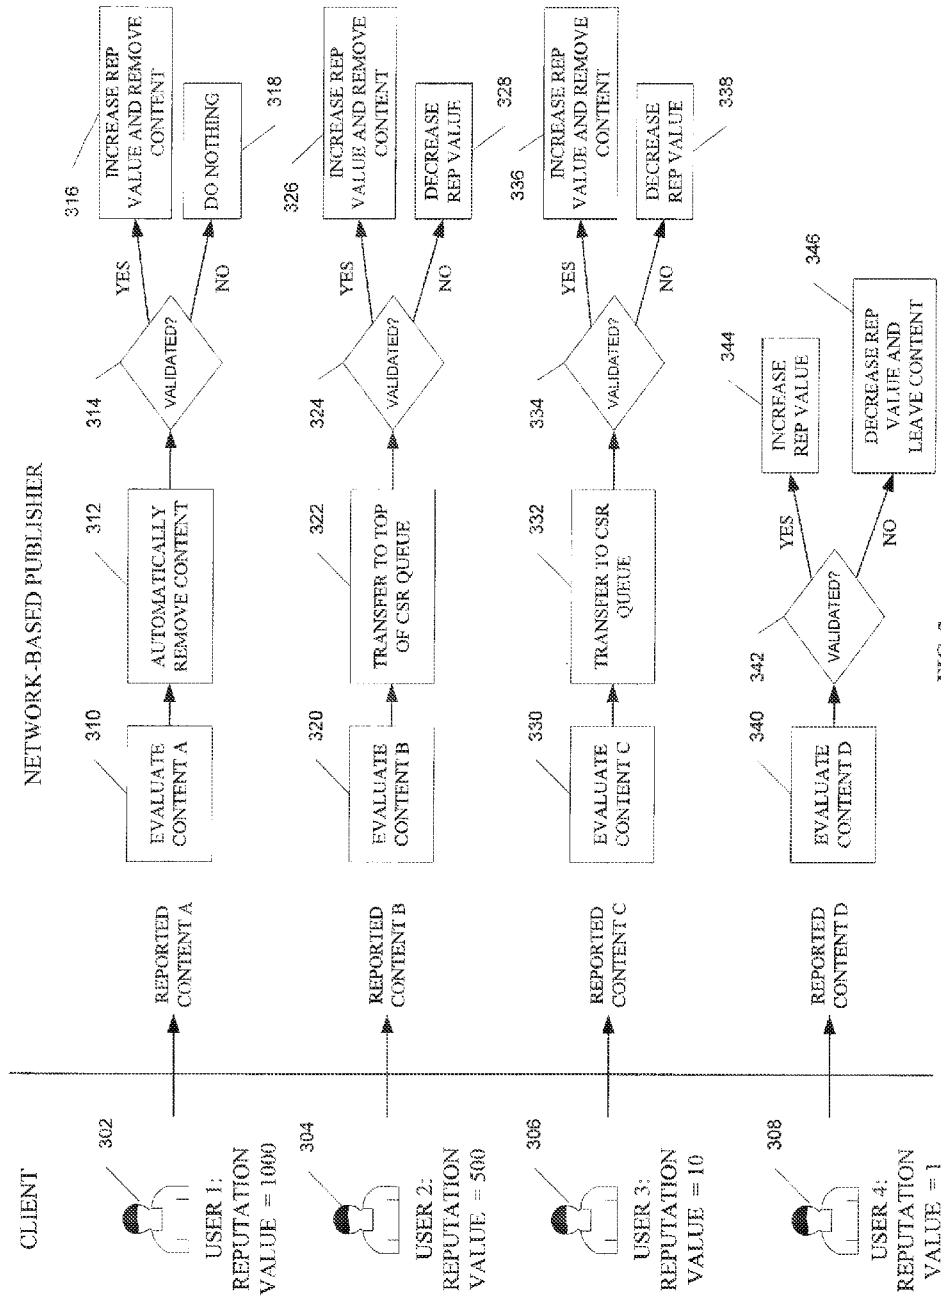 CLIENT
NETWORK-BASED PUBLISHER
302
USER 1:
REPUTATION
VALUE = 1000
REPORTED
CONTENT A
310
EVALUATE
CONTENT A
312
AUTOMATICALLY
REMOVE CONTENT
314
VALIDATED?
YES
NO
316
INCREASE REP
VALUE AND REMOVE
CONTENT
DO NOTHING
318
304
USER 2:
REPUTATION
VALUE = 500
REPORTED
CONTENT B
320
EVALUATE
CONTENT B
322
TRANSFER TO TOP
OF CSR QUEUE
324
VALIDATED?
YES
NO
326
INCREASE REP
VALUE AND REMOVE
CONTENT
DECREASE
REP VALUE
328
306
USER 3:
REPUTATION
VALUE = 10
REPORTED
CONTENT C
330
EVALUATE
CONTENT C
332
TRANSFER TO CSR
QUEUE
334
VALIDATED?
YES
NO
336
INCREASE REP
VALUE AND REMOVE
CONTENT
DECREASE
REP VALUE
338
308
USER 4:
REPUTATION
VALUE = 1
REPORTED
CONTENT D
340
EVALUATE
CONTENT D
342
VALIDATED?
YES
NO
344
INCREASE
REP VALUE
346
DECREASE REP
VALUE AND
LEAVE CONTENT